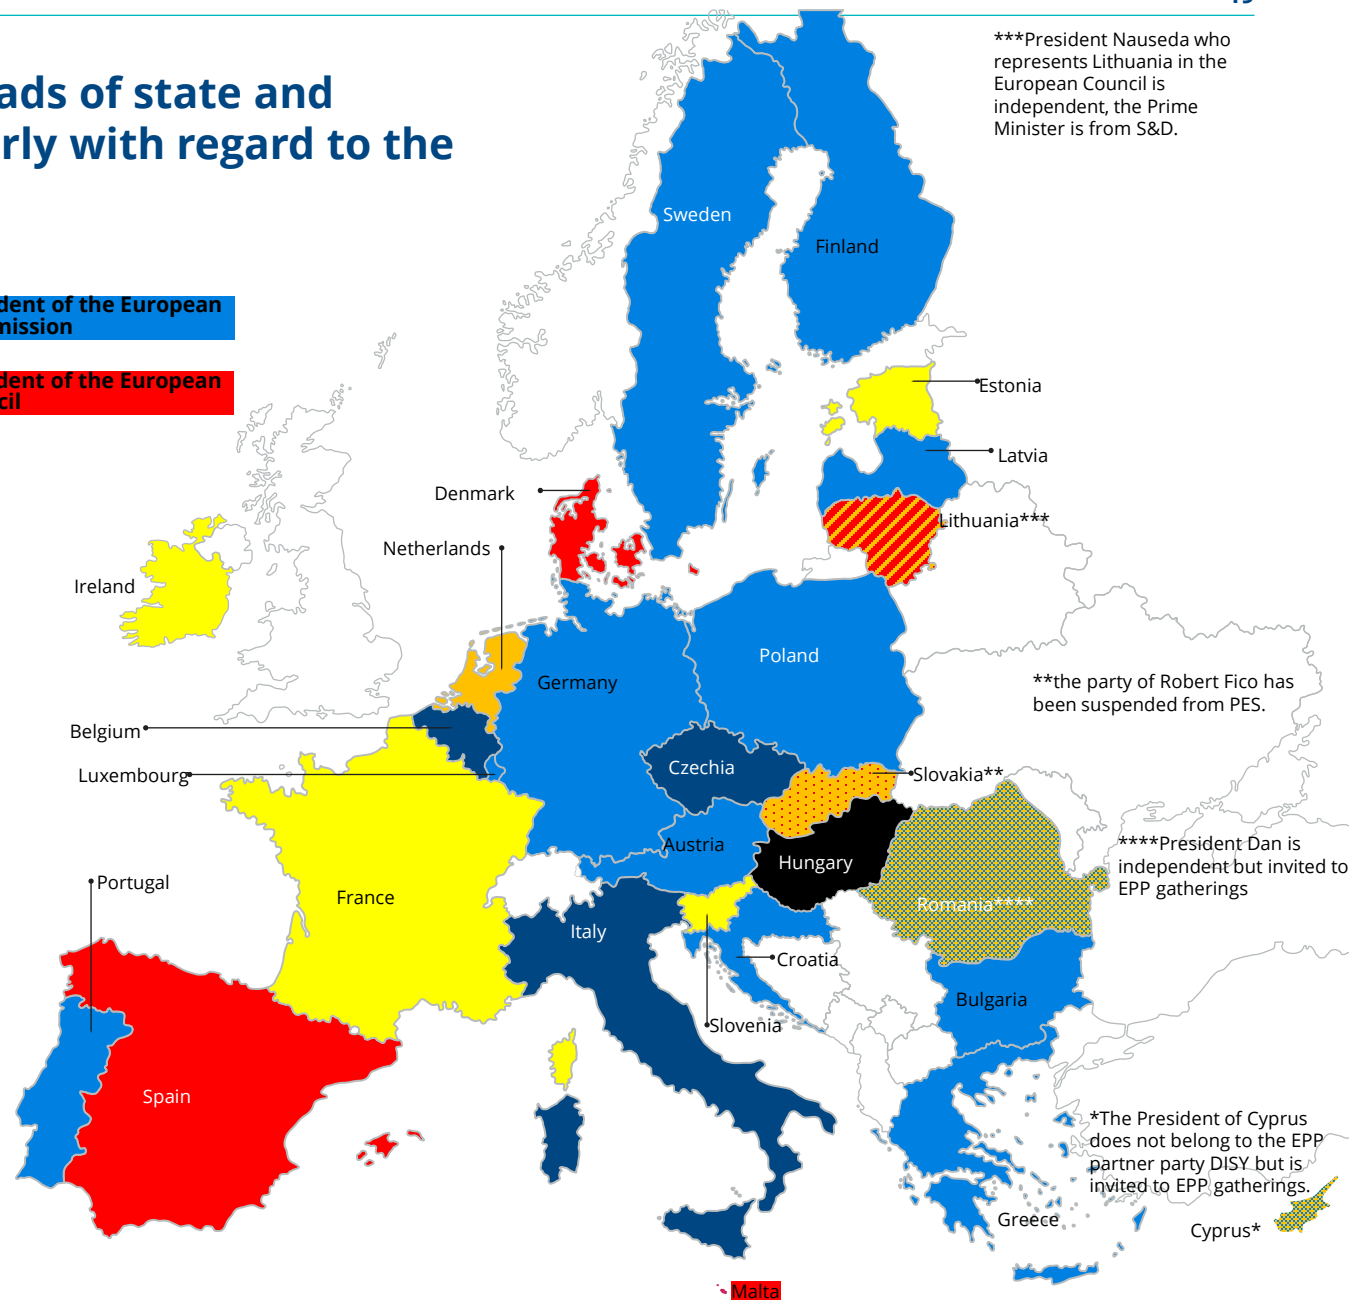 ***President Nauseda who
represents Lithuania in the
European Council is
independent, the Prime
Minister is from S&D.
ads of state and
rly with regard to the
Sweden
Finland
dent of the European
mission
dent of the European
cil
Estonia
Latvia
Denmark
Lithuania***
Netherlands
Ireland
Poland
Germany
**the party of Robert Fico has
been suspended from PES.
Belgium
Czechia
Luxembourg
Slovakia**
Austria
****President Dan is
independent but invited to
EPP gatherings
Hungary
Portugal
France
Romania****
Italy
Croatia
Bulgaria
Slovenia
Spain
*The President of Cyprus
does not belong to the EPP
partner party DISY but is
invited to EPP gatherings.
Greece
Cyprus*
Malta